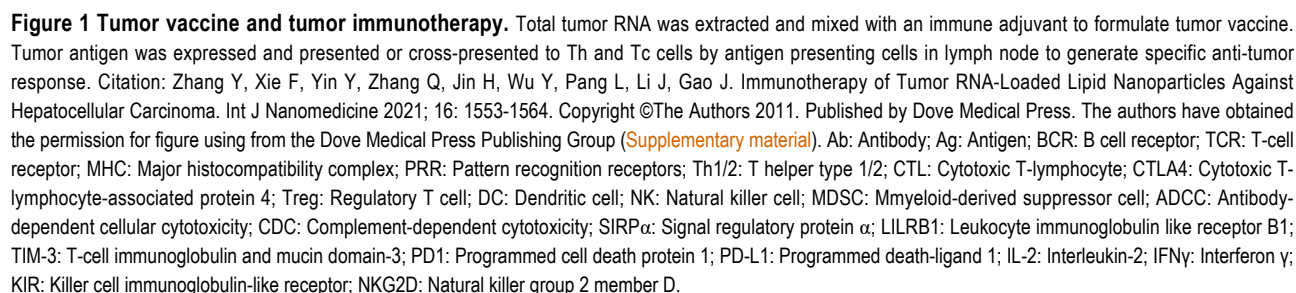 Figure 1 Tumor vaccine and tumor immunotherapy. Total tumor RNA was extracted and mixed with an immune adjuvant to formulate tumor vaccine.
Tumor antigen was expressed and presented or cross-presented to Th and Tc cells by antigen presenting cells in lymph node to generate specific anti-tumor
response. Citation: Zhang Y, Xie F, Yin Y, Zhang Q, Jin H, Wu Y, Pang L, Li J, Gao J. Immunotherapy of Tumor RNA-Loaded Lipid Nanoparticles Against
Hepatocellular Carcinoma. Int J Nanomedicine 2021; 16: 1553-1564. Copyright ©The Authors 2011. Published by Dove Medical Press. The authors have obtained
the permission for figure using from the Dove Medical Press Publishing Group (Supplementary material). Ab: Antibody; Ag: Antigen; BCR: B cell receptor; TCR: T-cell
receptor; MHC: Major histocompatibility complex; PRR: Pattern recognition receptors; Th1/2: T helper type 1/2; CTL: Cytotoxic T-lymphocyte; CTLA4: Cytotoxic T-
lymphocyte-associated protein 4; Treg: Regulatory T cell; DC: Dendritic cell; NK: Natural killer cell; MDSC: Mmyeloid-derived suppressor cell; ADCC: Antibody-
dependent cellular cytotoxicity; CDC: Complement-dependent cytotoxicity; SIRPα: Signal regulatory protein α; LILRB1: Leukocyte immunoglobulin like receptor B1;
TIM-3: T-cell immunoglobulin and mucin domain-3; PD1: Programmed cell death protein 1; PD-L1: Programmed death-ligand 1; IL-2: Interleukin-2; IFNγ: Interferon γ;
KIR: Killer cell immunoglobulin-like receptor; NKG2D: Natural killer group 2 member D.